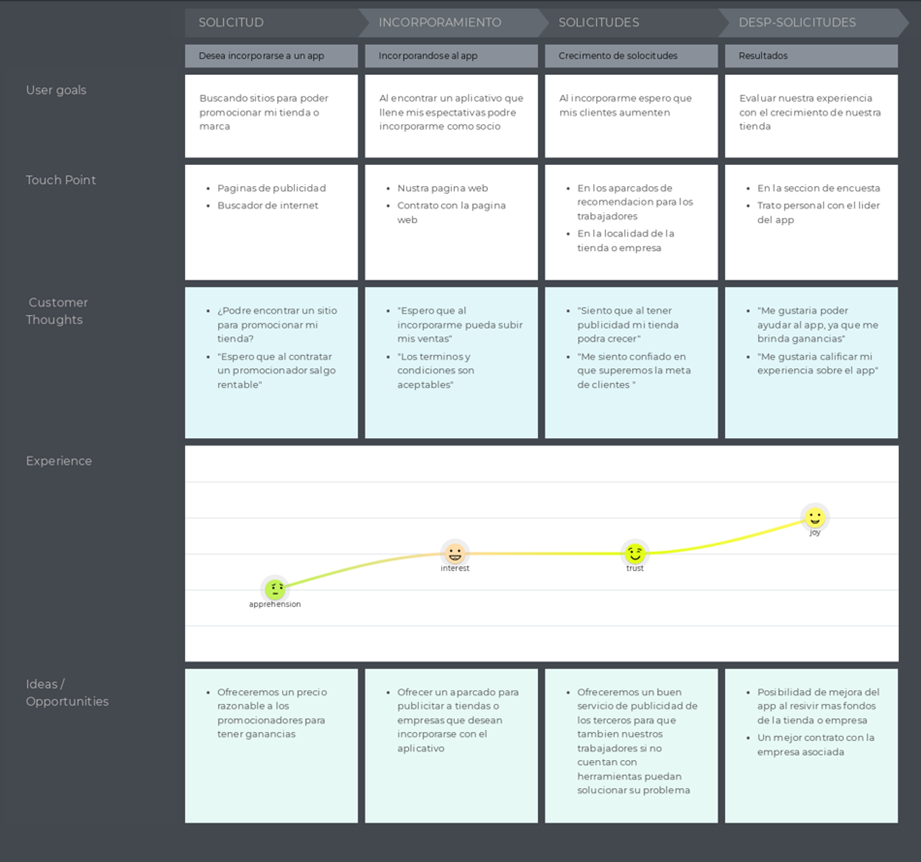 SOLICITUD
INCORPORAMIENTO
SOLICITUDES
DESP-SOLICITUDES
Desea incorporarse a un app
Incorporandose al app
Crecimento de solocitudes
Resultados
User goals
Buscando sitios para poder
promocionar mi tienda o
marca
Al encontrar un aplicativo que
llene mis espectativas podre
incorporarme como socio
Al incorporarme espero que
mis clientes aumenten
Evaluar nuestra experiencia
con el crecimiento de nuestra
tienda
Touch Point
• Paginas de publicidad
• Buscador de internet
• Nustra pagina web
• Contrato con la pagina
web
• En los aparcados de
recomendacion para los
trabajadores
• En la localidad de la
tienda o empresa
• En la seccion de encuesta
• Trato personal con el lider
del app
Customer
Thoughts
• ¿Podre encontrar un sitio
para promocionar mi
tienda?
• "Espero que al contratar
un promocionador salgo
rentable"
• "Espero que al
incorporarme pueda subir
mis ventas"
• "Los terminos y
condiciones son
aceptables"
• "Siento que al tener
publicidad mi tienda
podra crecer"
• "Me siento confiado en
que superemos la meta
de clientes "
• "Me gustaria poder
ayudar al app, ya que me
brinda ganancias"
• "Me gustaria calificar mi
experiencia sobre el app"
Experience
apprehension
interest
trust
joy
Ideas /
Opportunities
• Ofreceremos un precio
razonable a los
promocionadores para
tener ganancias
• Ofrecer un aparcado para
publicitar a tiendas o
empresas que desean
incorporarse con el
aplicativo
• Ofreceremos un buen
servicio de publicidad de
los terceros para que
tambien nuestros
trabajadores si no
cuentan con
herramientas puedan
solucionar su problema
• Posibilidad de mejora del
app al resivir mas fondos
de la tienda o empresa
• Un mejor contrato con la
empresa asociada